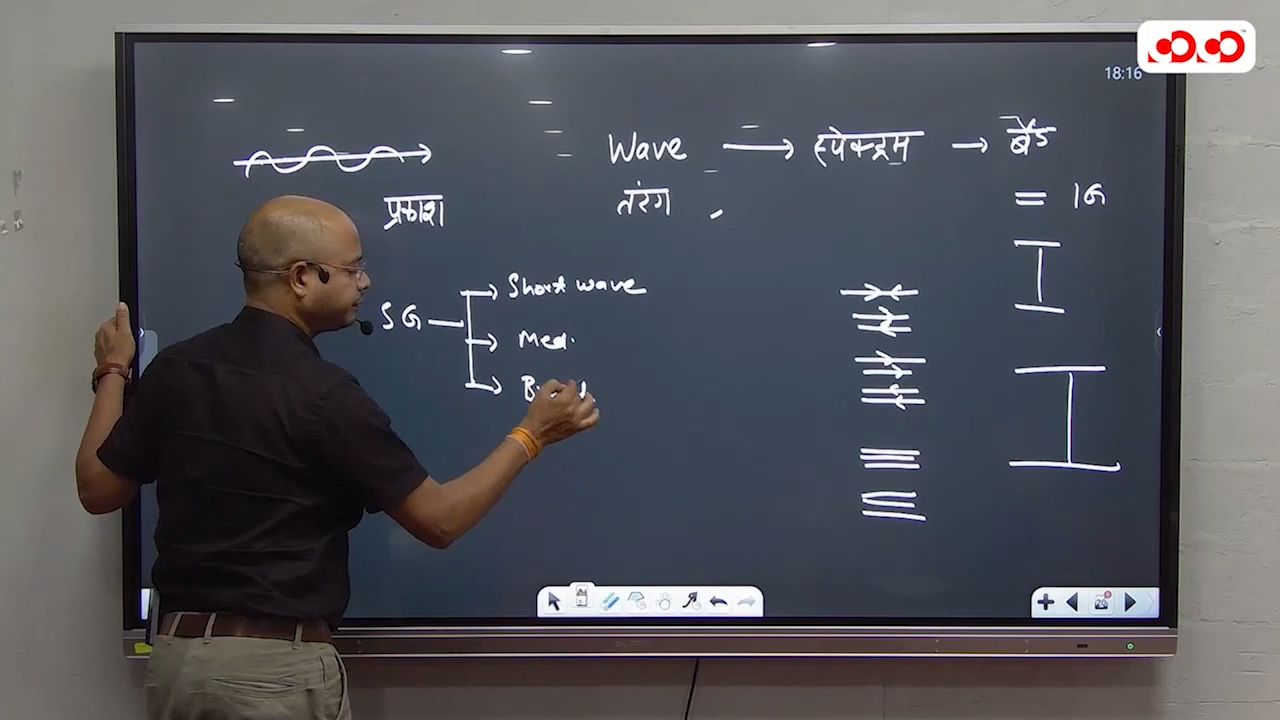 18:16
Wave → स्पेक्ट्रम → बैंड
प्रकाश
तरंग ,
= 1G
5G
Short wave
Med.